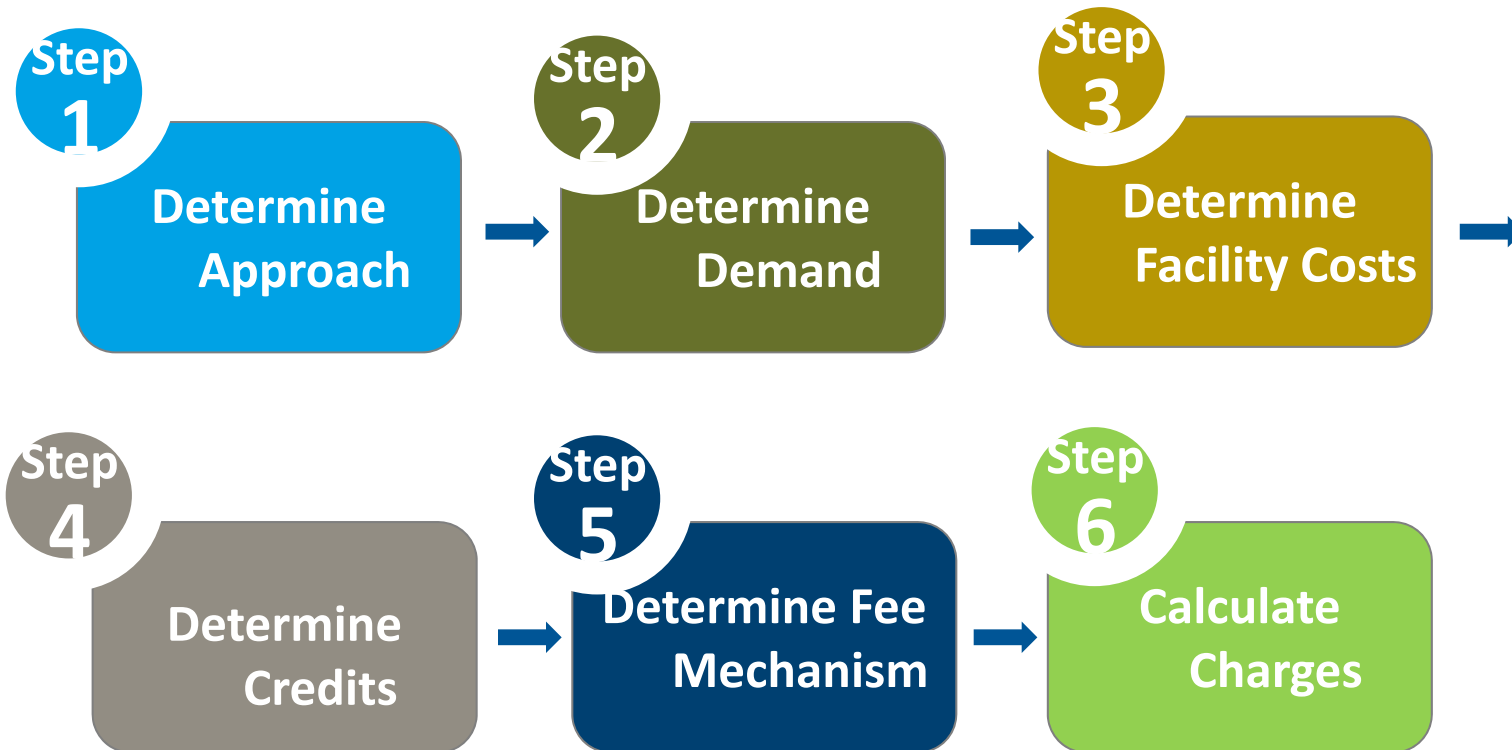 Step
1
Determine
Approach
Step
2
Determine
Demand
Step
3
Determine
Facility Costs
Step
4
Determine
Credits
Step
5
Determine Fee
Mechanism
Step
6
Calculate
Charges